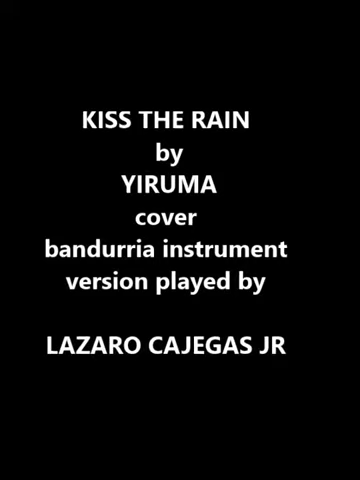 KISS THE RAIN
by
YIRUMA
cover
bandurria instrument
version played by
LAZARO CAJEGAS JR